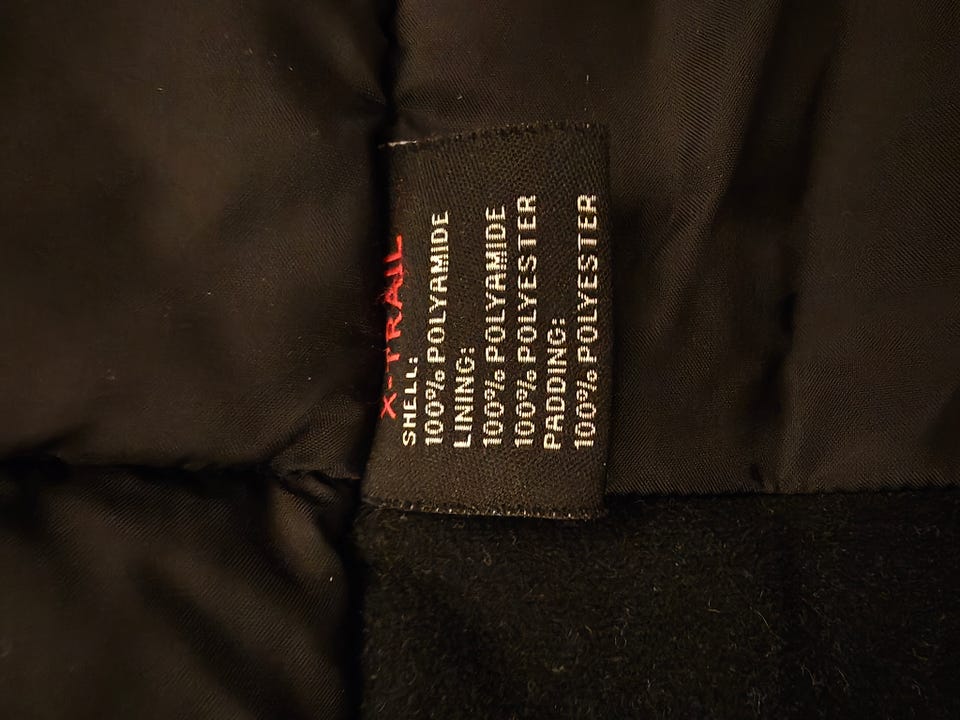 X-TRAIL
SHELL:
100% POLYAMIDE
LINING:
100% POLYAMIDE
100% POLYESTER
PADDING:
100% POLYESTER